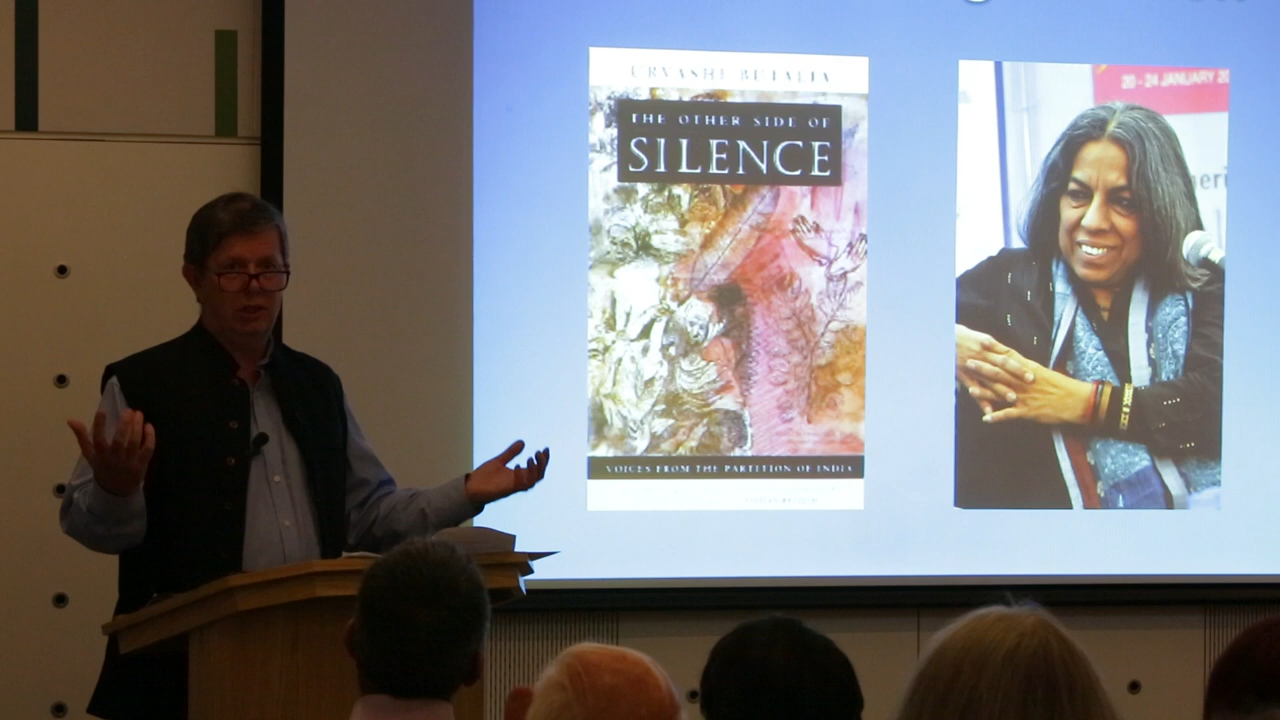 URVASHI BUTALIA
THE OTHER SIDE OF
SILENCE
VOICES FROM THE PARTITION OF INDIA
20 - 24 JANUARY 20
eri